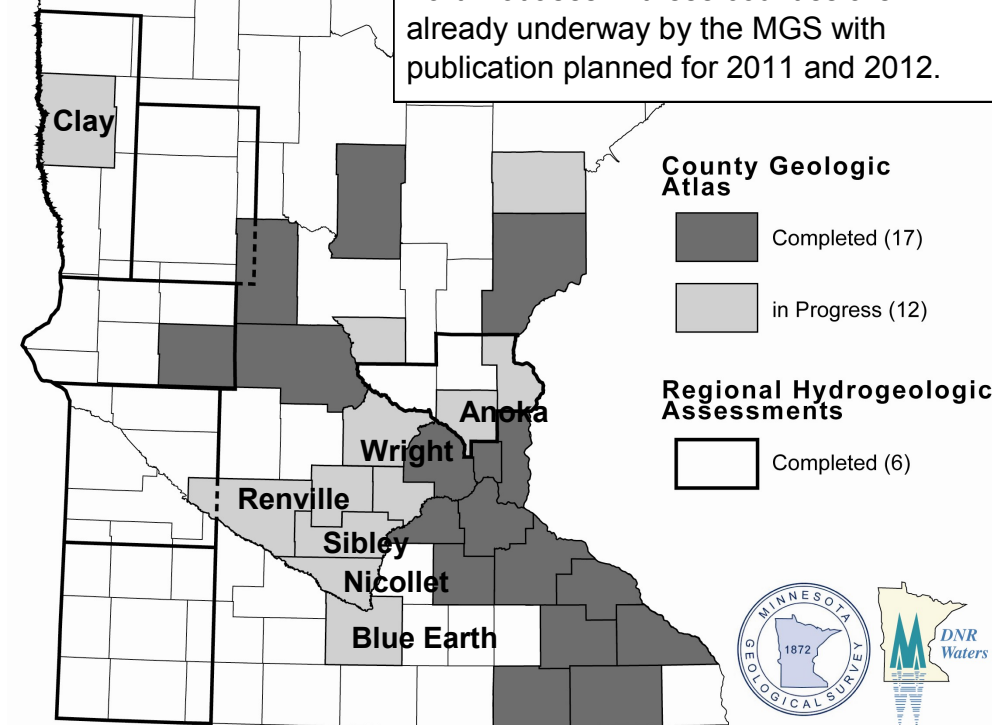 already underway by the MGS with
publication planned for 2011 and 2012.
Clay
County Geologic
Atlas
Completed (17)
in Progress (12)
Regional Hydrogeologic
Assessments
Completed (6)
Anoka
Wright
Renville
Sibley
Nicollet
Blue Earth
MINNESOTA
GEOLOGICAL SURVEY
1872
DNR
Waters